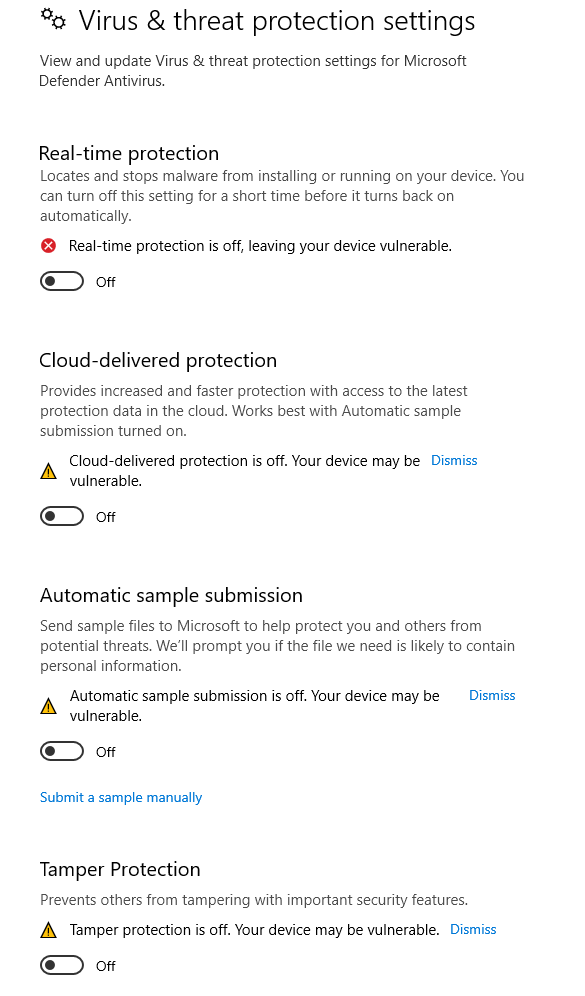 Virus & threat protection settings
View and update Virus & threat protection settings for Microsoft
Defender Antivirus.
Real-time protection
Locates and stops malware from installing or running on your device. You
can turn off this setting for a short time before it turns back on
automatically.
Real-time protection is off, leaving your device vulnerable.
Off
Cloud-delivered protection
Provides increased and faster protection with access to the latest
protection data in the cloud. Works best with Automatic sample
submission turned on.
Cloud-delivered protection is off. Your device may be Dismiss
vulnerable.
Off
Automatic sample submission
Send sample files to Microsoft to help protect you and others from
potential threats. We’ll prompt you if the file we need is likely to contain
personal information.
Automatic sample submission is off. Your device may be Dismiss
vulnerable.
Off
Submit a sample manually
Tamper Protection
Prevents others from tampering with important security features.
Tamper protection is off. Your device may be vulnerable. Dismiss
Off